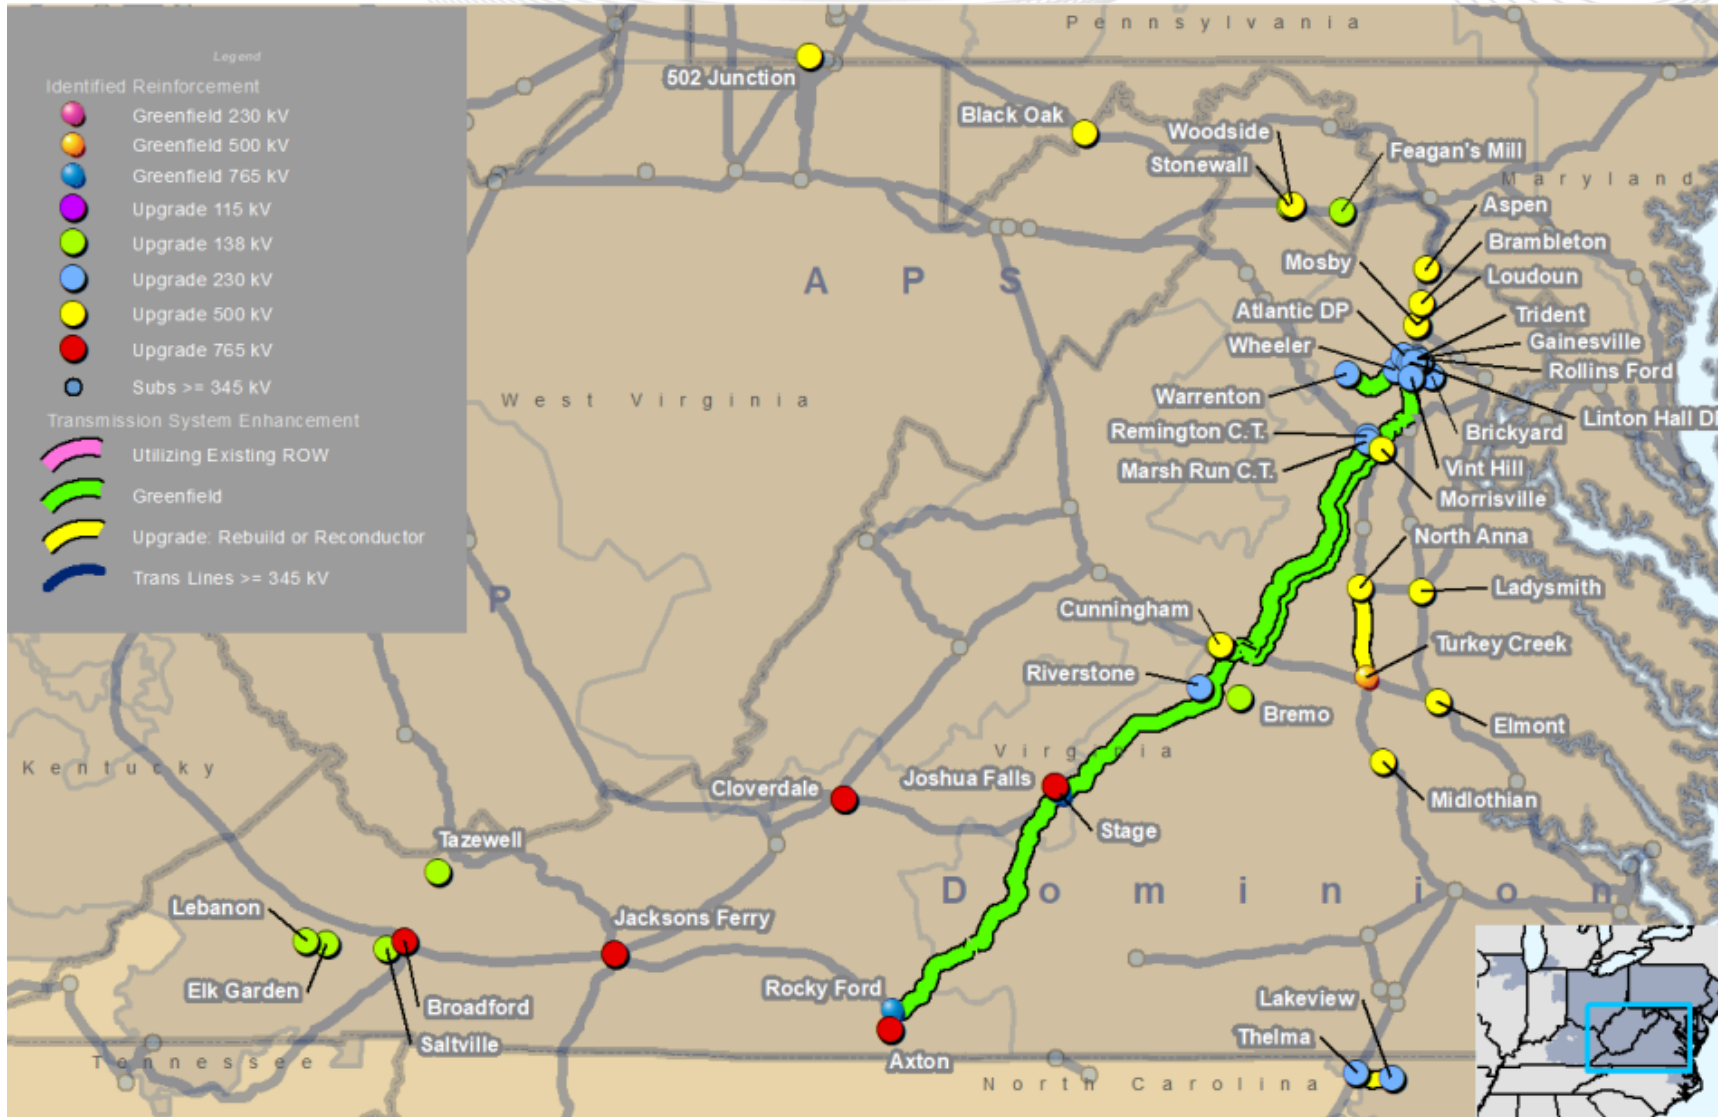 Legend
Identified Reinforcement
Greenfield 230 kV
Greenfield 500 kV
Greenfield 765 kV
Upgrade 115 kV
Upgrade 138 kV
Upgrade 230 kV
Upgrade 500 kV
Upgrade 765 kV
Subs >= 345 kV
Transmission System Enhancement
Utilizing Existing ROW
Greenfield
Upgrade: Rebuild or Reconductor
Trans Lines >= 345 kV
Pennsylvania
502 Junction
Black Oak
Woodside
Stonewall
Feagan's Mill
Maryland
Aspen
Brambleton
Mosby
Loudoun
APS
Atlantic DP
Trident
Wheeler
Gainesville
Rollins Ford
Warrenton
West Virginia
Linton Hall DP
Remington C.T.
Brickyard
Marsh Run C.T.
Vint Hill
Morrisville
North Anna
P
Ladysmith
Cunningham
Turkey Creek
Riverstone
Bremo
Elmont
Virginia
Kentucky
Joshua Falls
Cloverdale
Midlothian
Stage
Tazewell
Dominion
Lebanon
Jacksons Ferry
Elk Garden
Rocky Ford
Broadford
Lakeview
Saltville
Thelma
Tennessee
Axton
North Carolina